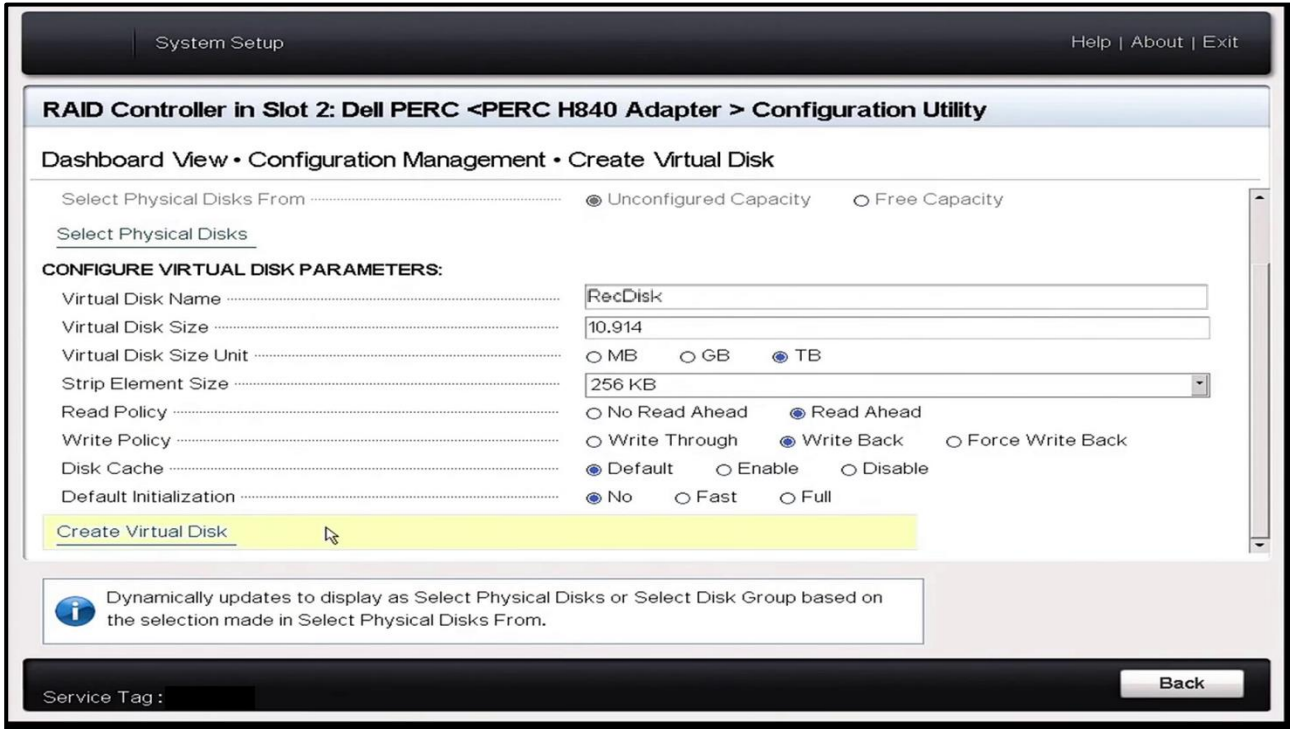 System Setup
Help | About | Exit
RAID Controller in Slot 2: Dell PERC <PERC H840 Adapter > Configuration Utility
Dashboard View • Configuration Management • Create Virtual Disk
Select Physical Disks From Unconfigured Capacity Free Capacity
Select Physical Disks
CONFIGURE VIRTUAL DISK PARAMETERS:
Virtual Disk Name RecDisk
Virtual Disk Size 10.914
Virtual Disk Size Unit MB GB TB
Strip Element Size 256 KB
Read Policy No Read Ahead Read Ahead
Write Policy Write Through Write Back Force Write Back
Disk Cache Default Enable Disable
Default Initialization No Fast Full
Create Virtual Disk
Dynamically updates to display as Select Physical Disks or Select Disk Group based on
the selection made in Select Physical Disks From.
Service Tag :
Back